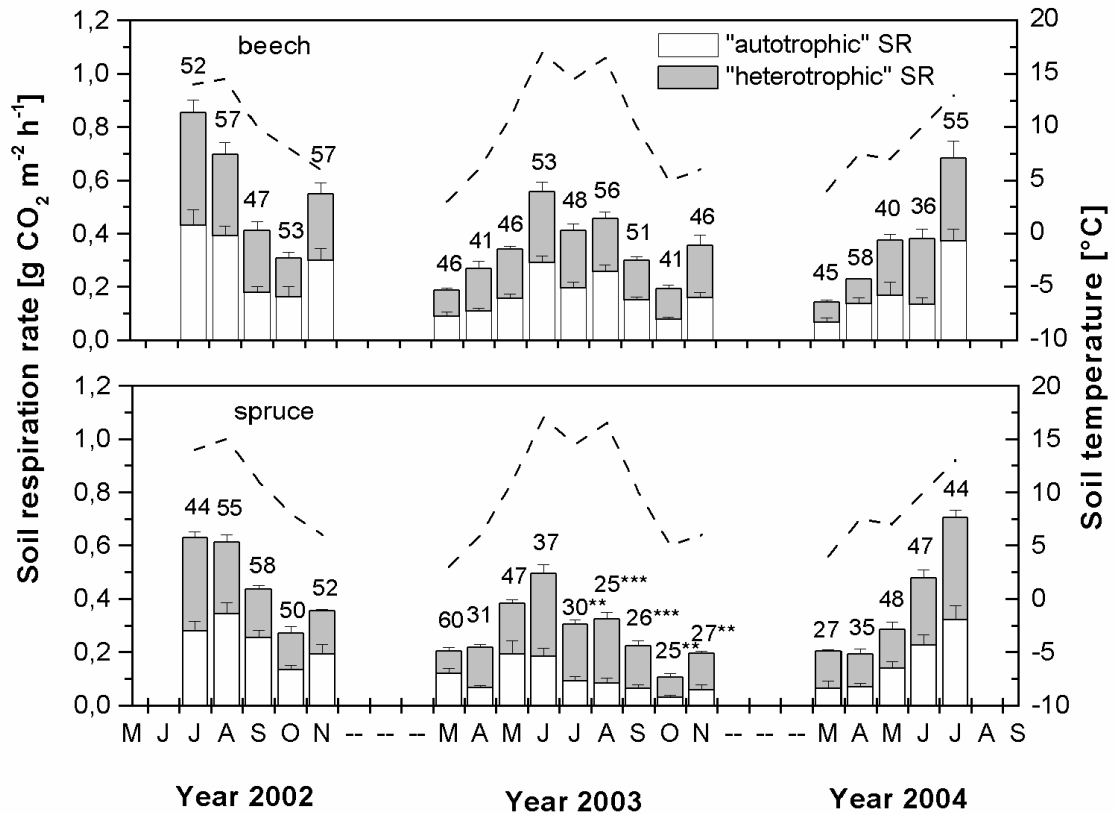 Soil respiration rate [g CO2 m-2 h-1]
Soil temperature [°C]
1,2
1,0
0,8
0,6
0,4
0,2
0,0
beech
"autotrophic" SR
"heterotrophic" SR
52 57 47 53 57
46 41 46 53 48 56 51 41 46
45 58 40 36 55
20
15
10
5
0
-5
-10
1,2
1,0
0,8
0,6
0,4
0,2
0,0
spruce
44 55 58 50 52
60 31 47 37 30** 25*** 26*** 25** 27**
27 35 48 47 44
20
15
10
5
0
-5
-10
M J J A S O N -- -- -- M A M J J A S O N -- -- -- M A M J J A S
Year 2002 Year 2003 Year 2004